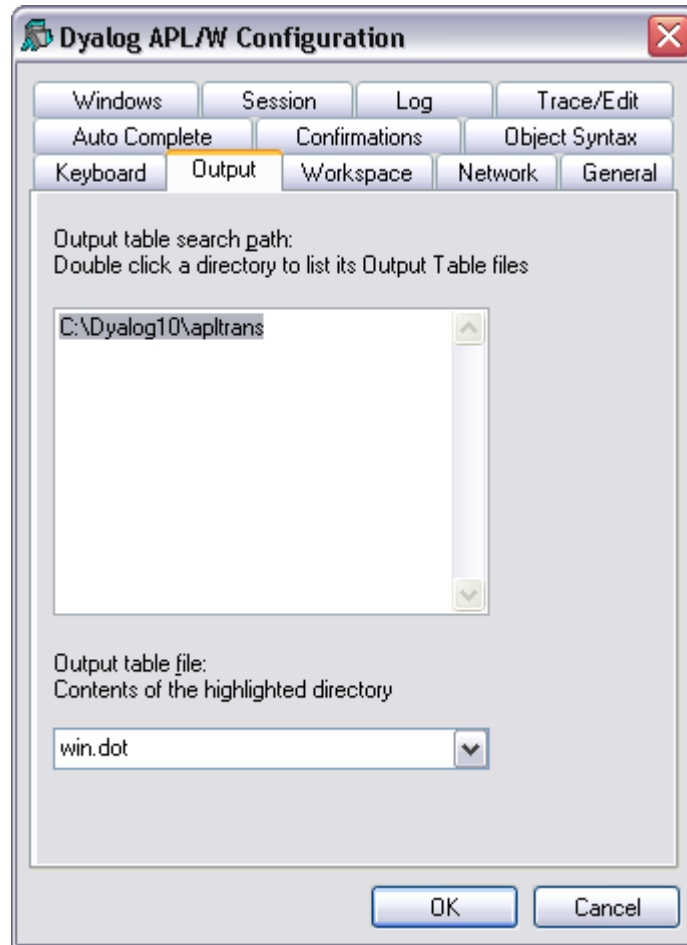 Dyalog APL/W Configuration
Windows Session Log Trace/Edit
Auto Complete Confirmations Object Syntax
Keyboard Output Workspace Network General
Output table search path:
Double click a directory to list its Output Table files
C:\Dyalog10\apltrans
Output table file:
Contents of the highlighted directory
win.dot
OK Cancel